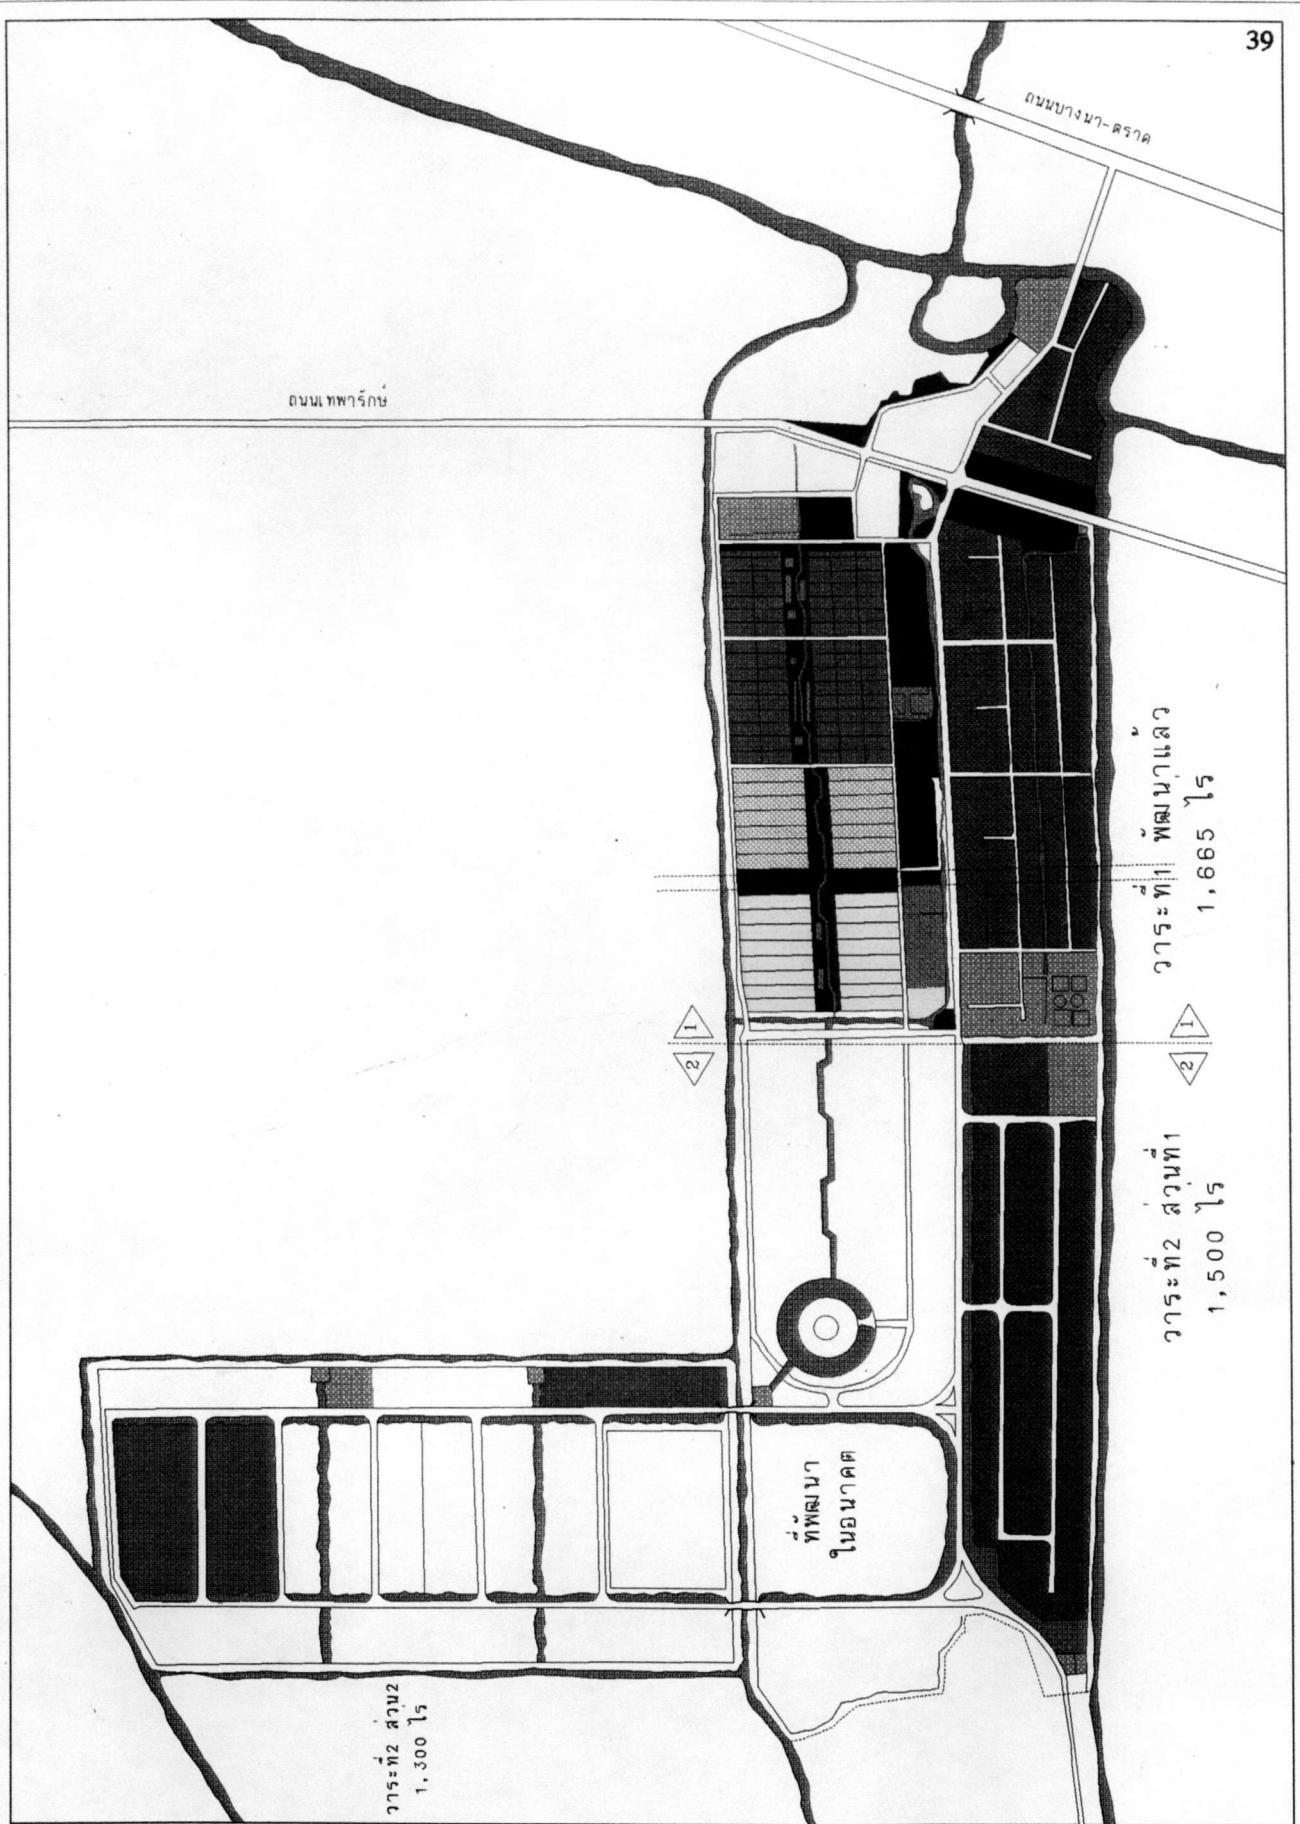 39
ถนนบางนา-ตราด
ถนนเทพารักษ์
วาระที่1 พัฒนาแล้ว
1,665 ไร่
1
2
1
2
วาระที่2 ส่วนที่1
1,500 ไร่
ที่พัฒนา
ในอนาคต
วาระที่2 ส่วน2
1,300 ไร่